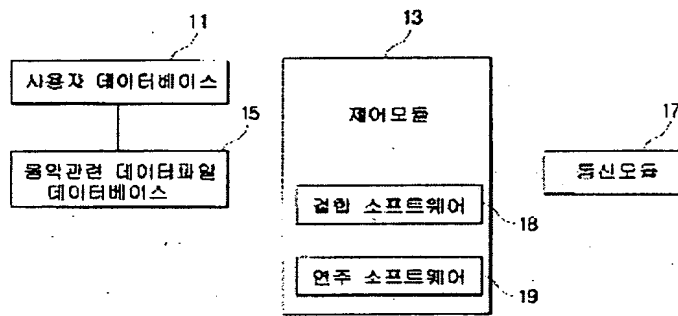 11
사용자 데이터베이스
15
음악관련 데이터파일
데이터베이스
13
제어모듈
결합 소프트웨어
18
연주 소프트웨어
19
17
통신모듈